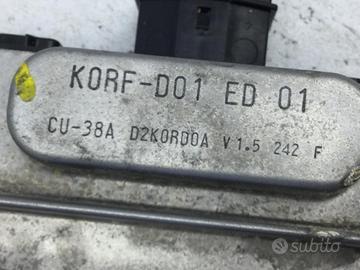 KORF-D01 ED 01
CU-38A D2KORD0A V1.5 242 F
subito